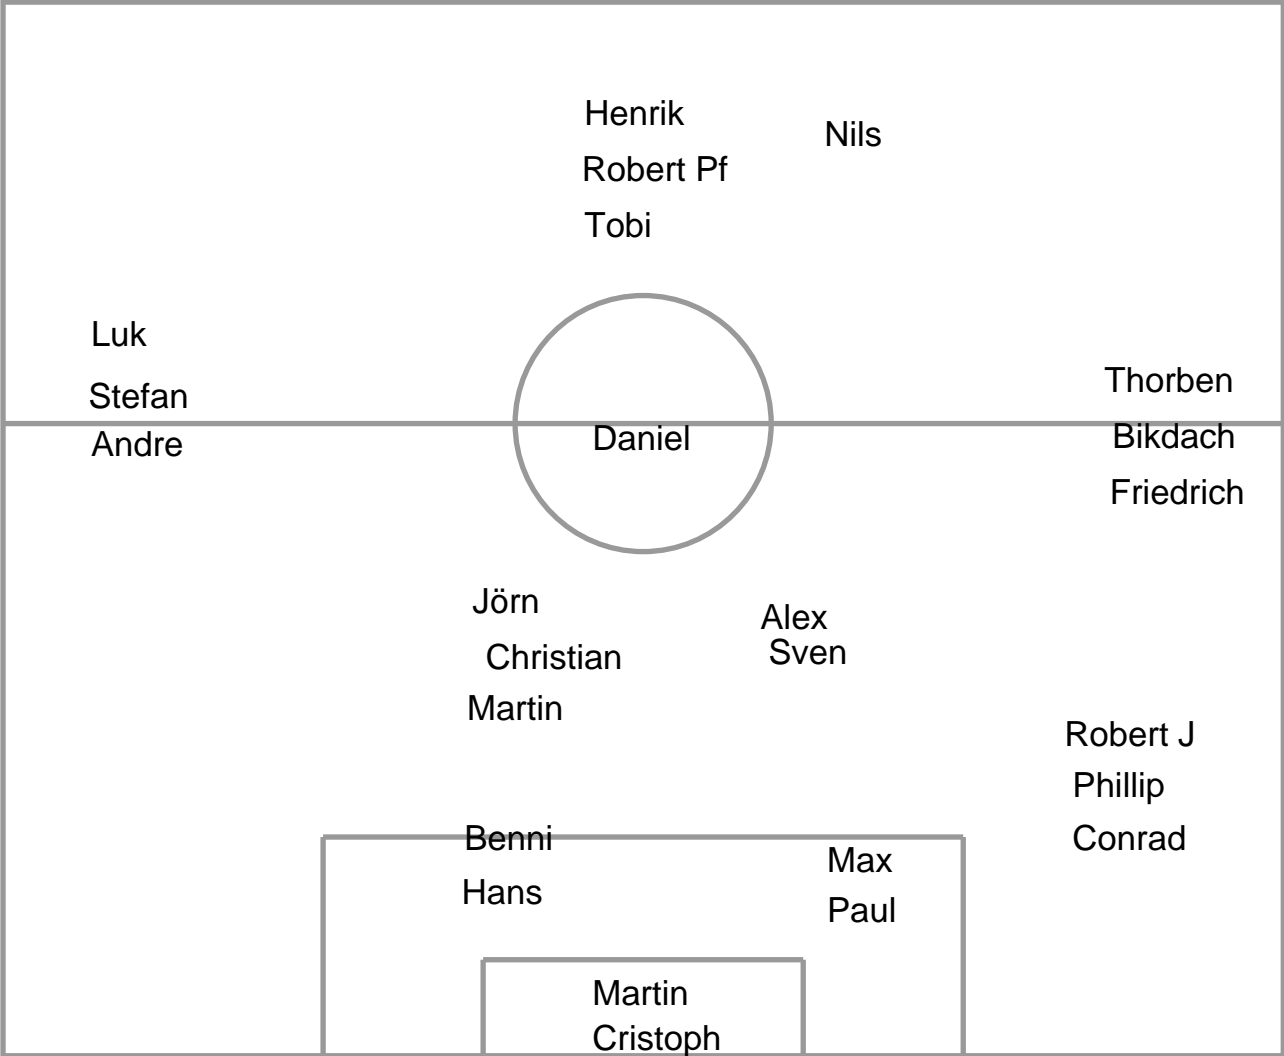 Henrik
Nils
Robert Pf
Tobi
Luk
Thorben
Stefan
Bikdach
Daniel
Andre
Friedrich
Jörn
Alex
Sven
Christian
Martin
Robert J
Phillip
Benni
Conrad
Max
Hans
Paul
Martin
Cristoph